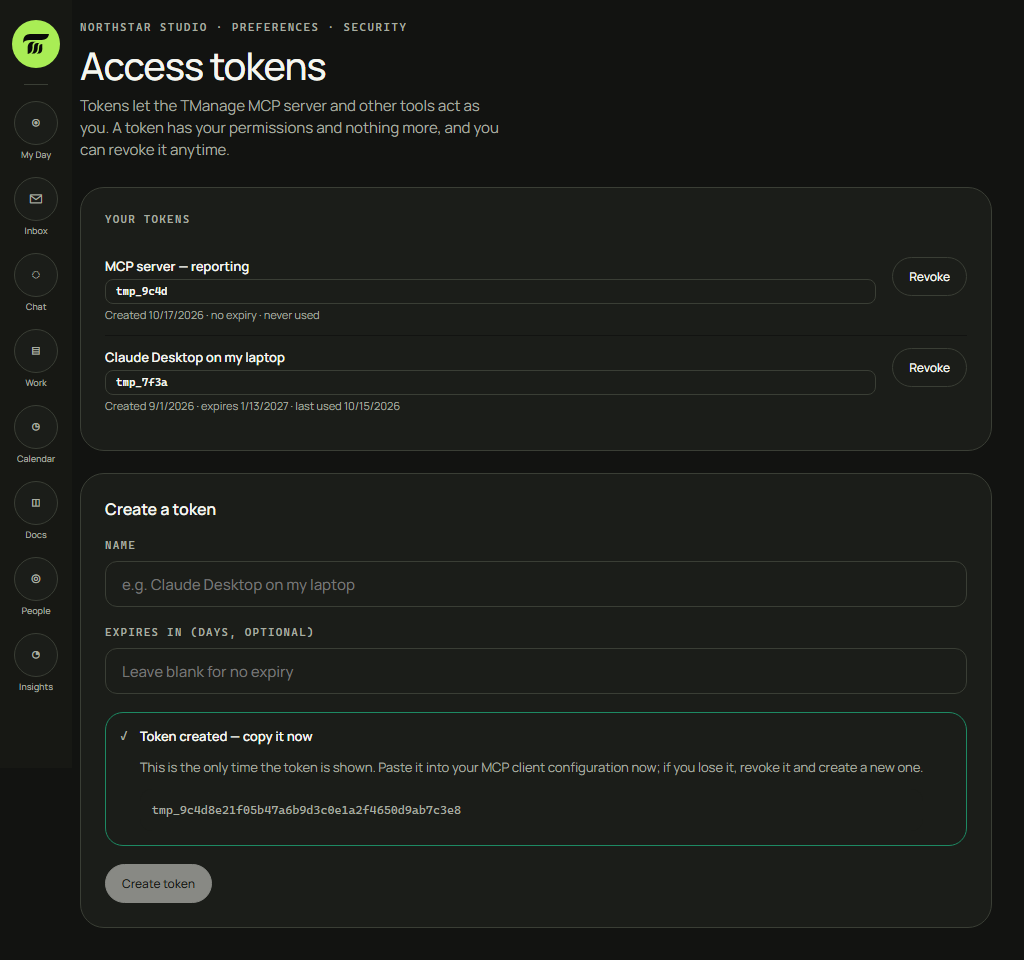 NORTHSTAR STUDIO · PREFERENCES · SECURITY
Access tokens
Tokens let the TManage MCP server and other tools act as
you. A token has your permissions and nothing more, and you
can revoke it anytime.
My Day
Inbox
Chat
Work
Calendar
Docs
People
Insights
YOUR TOKENS
MCP server — reporting
tmp_9c4d
Created 10/17/2026 · no expiry · never used
Revoke
Claude Desktop on my laptop
tmp_7f3a
Created 9/1/2026 · expires 1/13/2027 · last used 10/15/2026
Revoke
Create a token
NAME
e.g. Claude Desktop on my laptop
EXPIRES IN (DAYS, OPTIONAL)
Leave blank for no expiry
✓ Token created — copy it now
This is the only time the token is shown. Paste it into your MCP client configuration now; if you lose it, revoke it and create a new one.
tmp_9c4d8e21f05b47a6b9d3c0e1a2f4650d9ab7c3e8
Create token